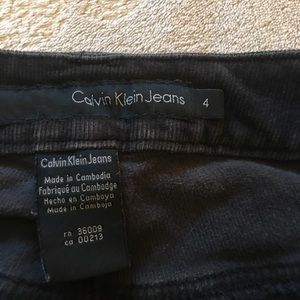 Calvin Klein Jeans 4
Calvin Klein Jeans
Made in Cambodia
Fabriqué au Cambodge
Hecho en Camboya
Made in Camboja
rn 36009
ca 00213